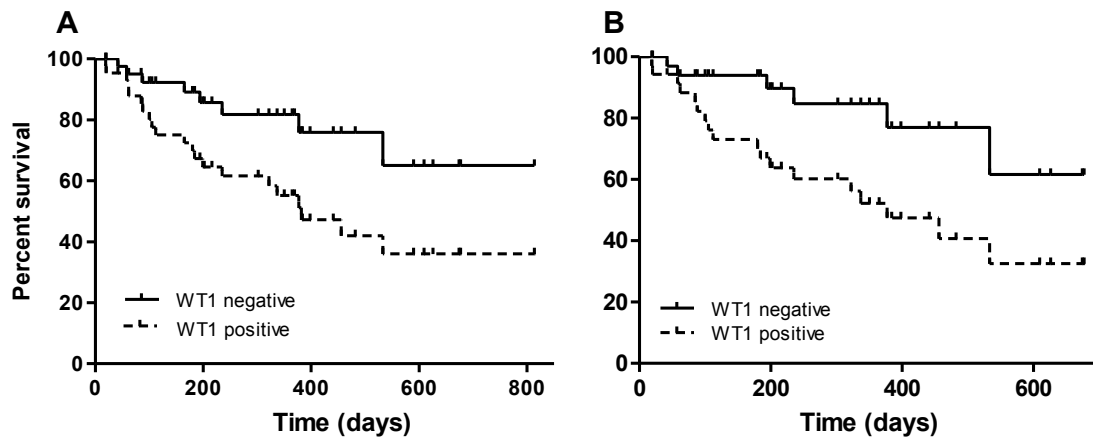 A
B
100
80
60
40
20
0
Percent survival
WT1 negative
WT1 positive
0 200 400 600 800
Time (days)
100
80
60
40
20
0
WT1 negative
WT1 positive
0 200 400 600
Time (days)